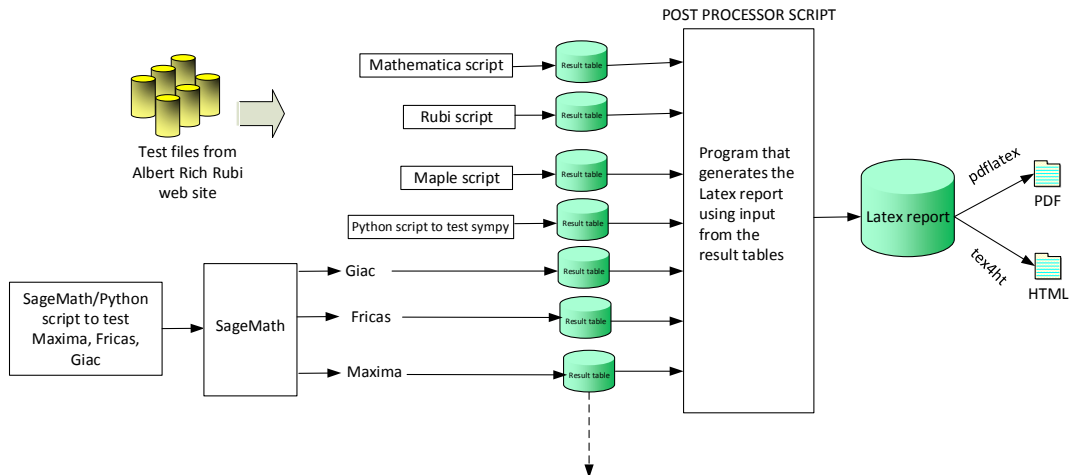 POST PROCESSOR SCRIPT
Mathematica script
Result table
Rubi script
Result table
Test files from
Albert Rich Rubi
web site
Maple script
Result table
Python script to test sympy
Result table
Giac
Result table
SageMath/Python
script to test
Maxima, Fricas,
Giac
SageMath
Fricas
Result table
Maxima
Result table
Program that
generates the
Latex report
using input
from the
result tables
Latex report
pdflatex
PDF
tex4ht
HTML